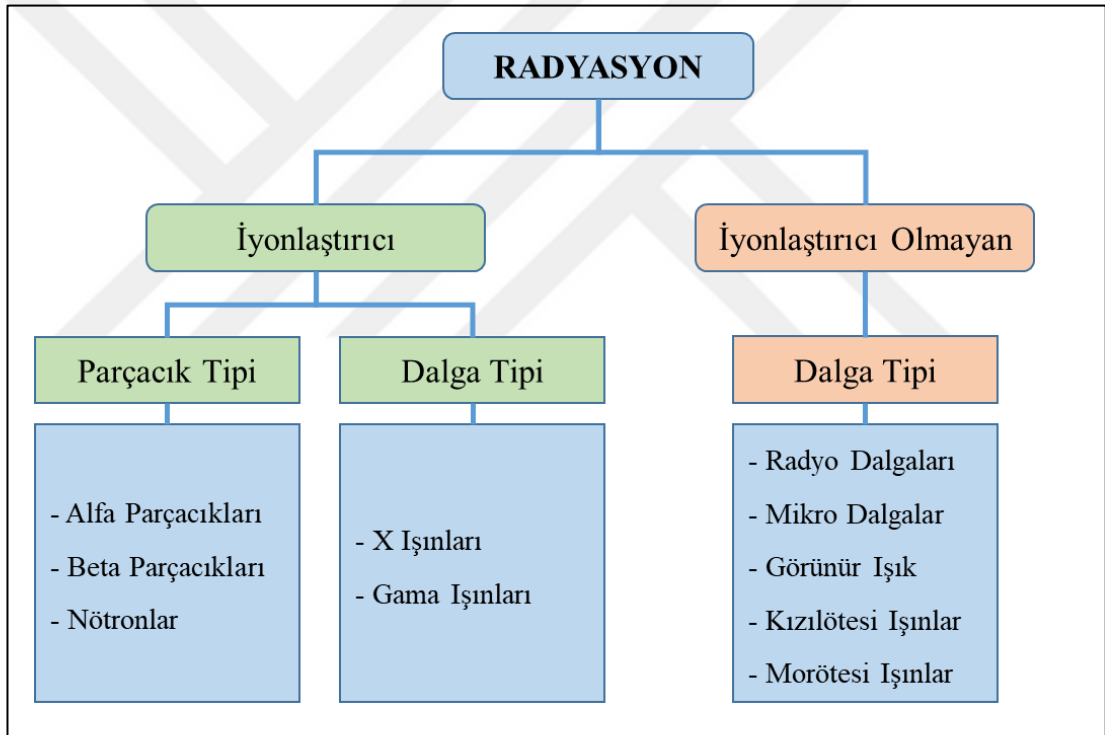 RADYASYON
İyonlaştırıcı
İyonlaştırıcı Olmayan
Parçacık Tipi
Dalga Tipi
Dalga Tipi
- Alfa Parçacıkları
- Beta Parçacıkları
- Nötronlar
- X Işınları
- Gama Işınları
- Radyo Dalgaları
- Mikro Dalgalar
- Görünür Işık
- Kızılötesi Işınlar
- Morötesi Işınlar